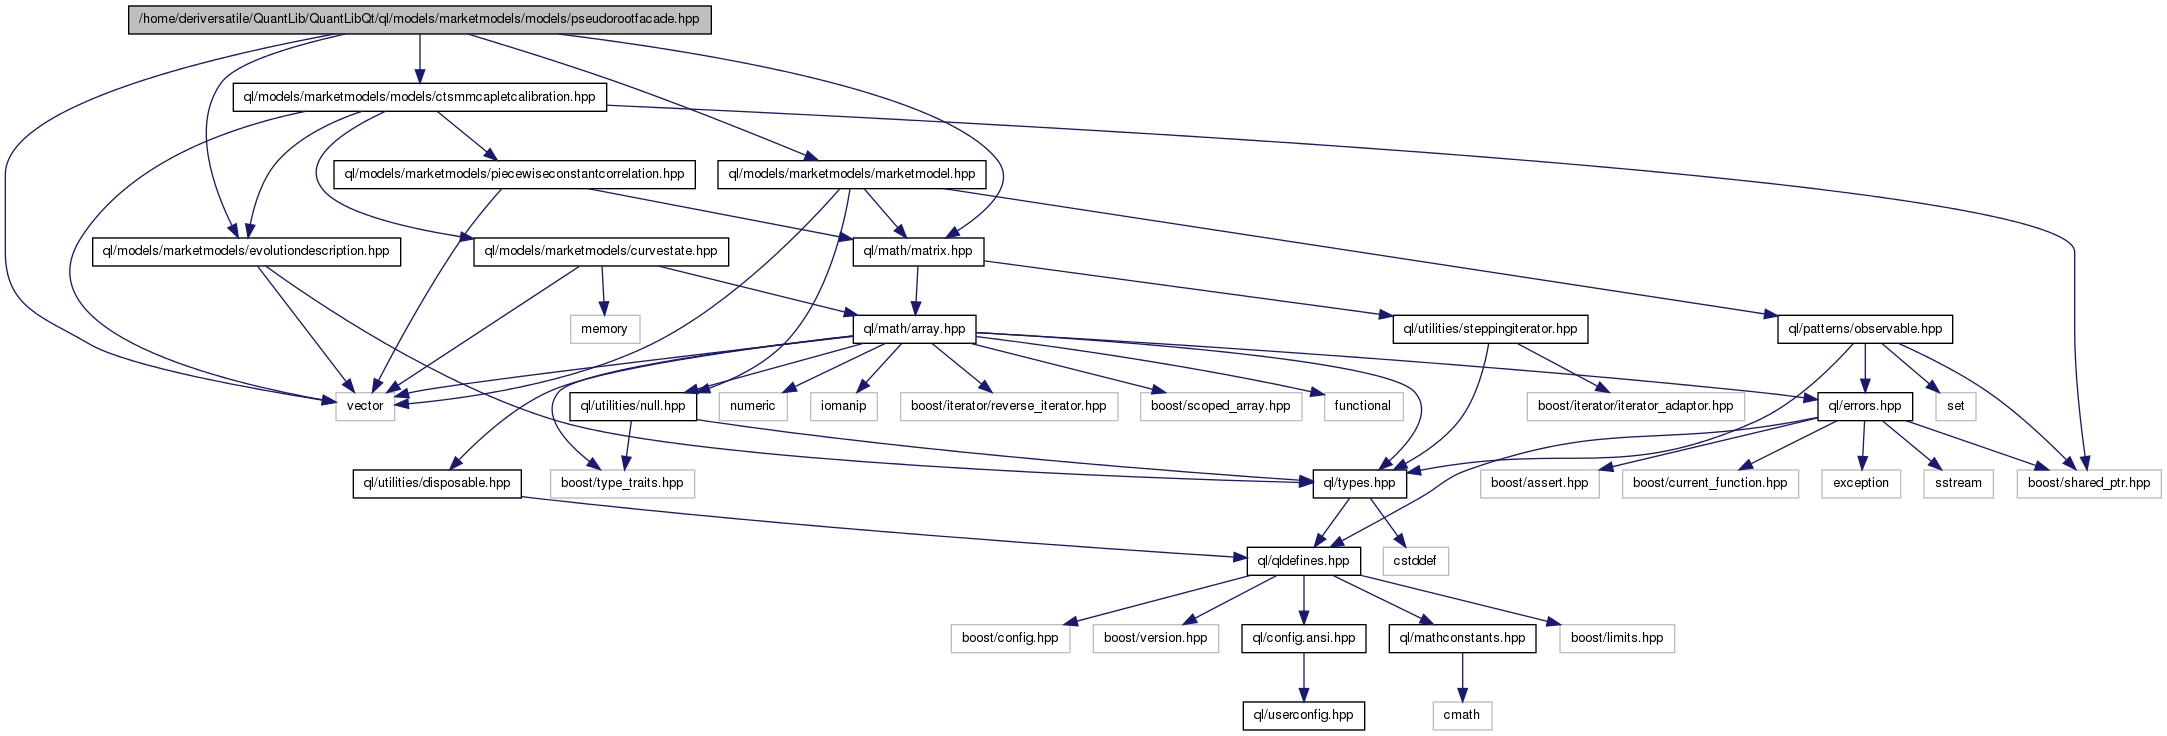 /home/deriversatile/QuantLib/QuantLibQt/ql/models/marketmodels/models/pseudorootfacade.hpp
ql/models/marketmodels/models/ctsmmcapletcalibration.hpp
ql/models/marketmodels/piecewiseconstantcorrelation.hpp
ql/models/marketmodels/marketmodel.hpp
ql/models/marketmodels/evolutiondescription.hpp
ql/models/marketmodels/curvestate.hpp
ql/math/matrix.hpp
memory
ql/math/array.hpp
ql/utilities/steppingiterator.hpp
ql/patterns/observable.hpp
vector
ql/utilities/null.hpp
numeric
iomanip
boost/iterator/reverse_iterator.hpp
boost/scoped_array.hpp
functional
boost/iterator/iterator_adaptor.hpp
ql/errors.hpp
set
ql/utilities/disposable.hpp
boost/type_traits.hpp
ql/types.hpp
boost/assert.hpp
boost/current_function.hpp
exception
sstream
boost/shared_ptr.hpp
ql/qldefines.hpp
cstddef
boost/config.hpp
boost/version.hpp
ql/config.ansi.hpp
ql/mathconstants.hpp
boost/limits.hpp
ql/userconfig.hpp
cmath